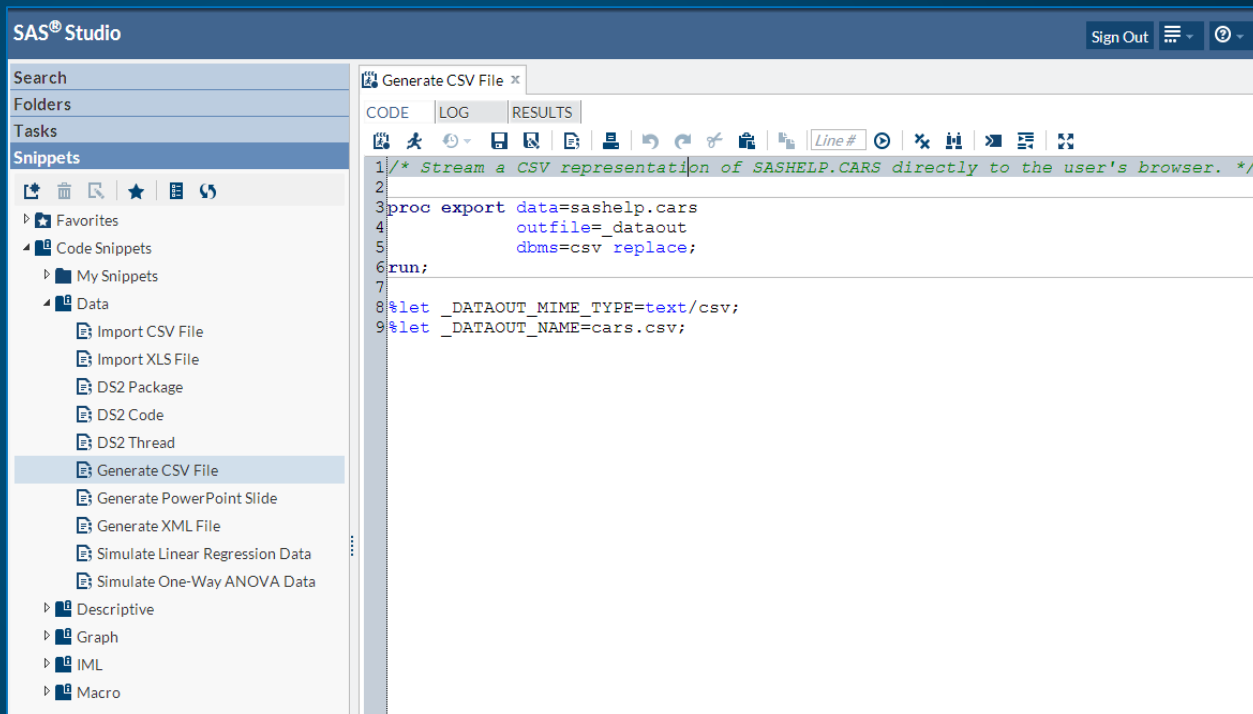 SAS® Studio
Sign Out
Search
Folders
Tasks
Snippets
Favorites
Code Snippets
My Snippets
Data
Import CSV File
Import XLS File
DS2 Package
DS2 Code
DS2 Thread
Generate CSV File
Generate PowerPoint Slide
Generate XML File
Simulate Linear Regression Data
Simulate One-Way ANOVA Data
Descriptive
Graph
IML
Macro
Generate CSV File
CODE LOG RESULTS
Line #
1 /* Stream a CSV representation of SASHELP.CARS directly to the user's browser. */
2
3 proc export data=sashelp.cars
4 outfile=_dataout
5 dbms=csv replace;
6 run;
7
8 %let _DATAOUT_MIME_TYPE=text/csv;
9 %let _DATAOUT_NAME=cars.csv;